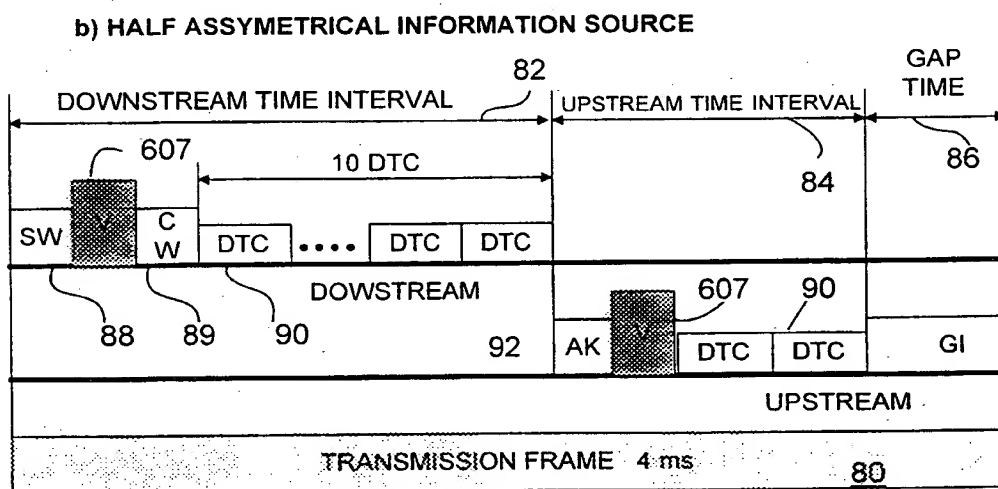 b) HALF ASSYMETRICAL INFORMATION SOURCE
82
GAP
TIME
DOWNSTREAM TIME INTERVAL
UPSTREAM TIME INTERVAL
607
10 DTC
84
86
SW
V
C
W
DTC
DTC
DTC
DOWSTREAM
607
90
88
89
90
92
AK
V
DTC
DTC
GI
UPSTREAM
TRANSMISSION FRAME 4 ms
80